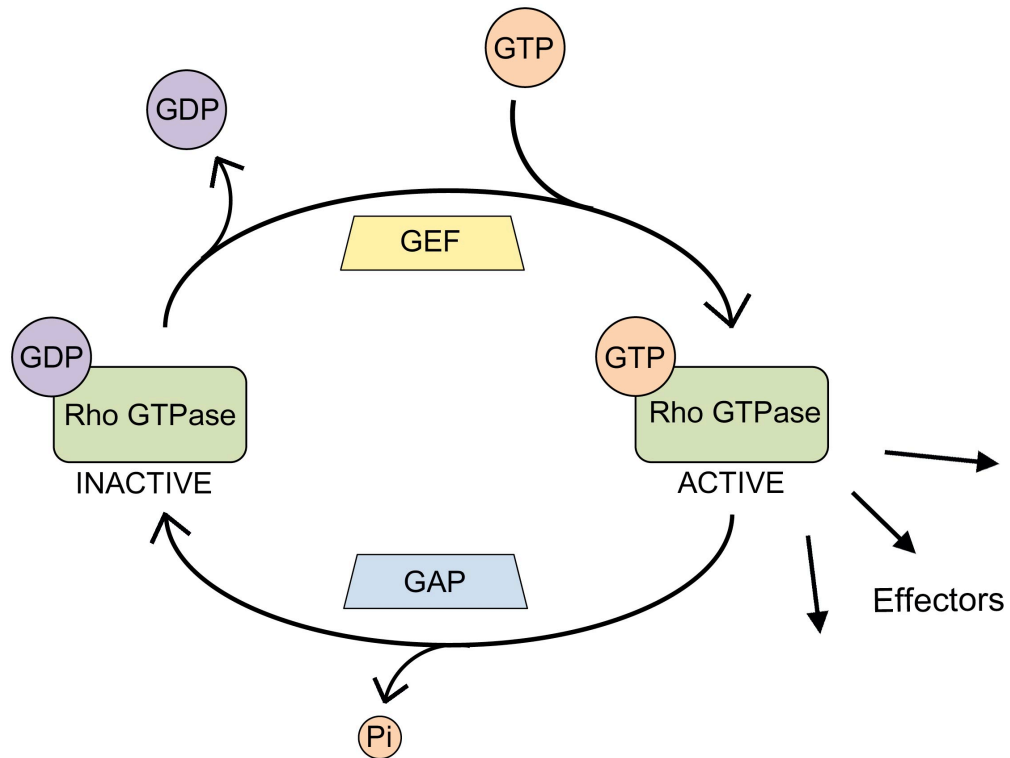 GTP
GDP
GEF
GDP
Rho GTPase
INACTIVE
GTP
Rho GTPase
ACTIVE
GAP
Effectors
Pi